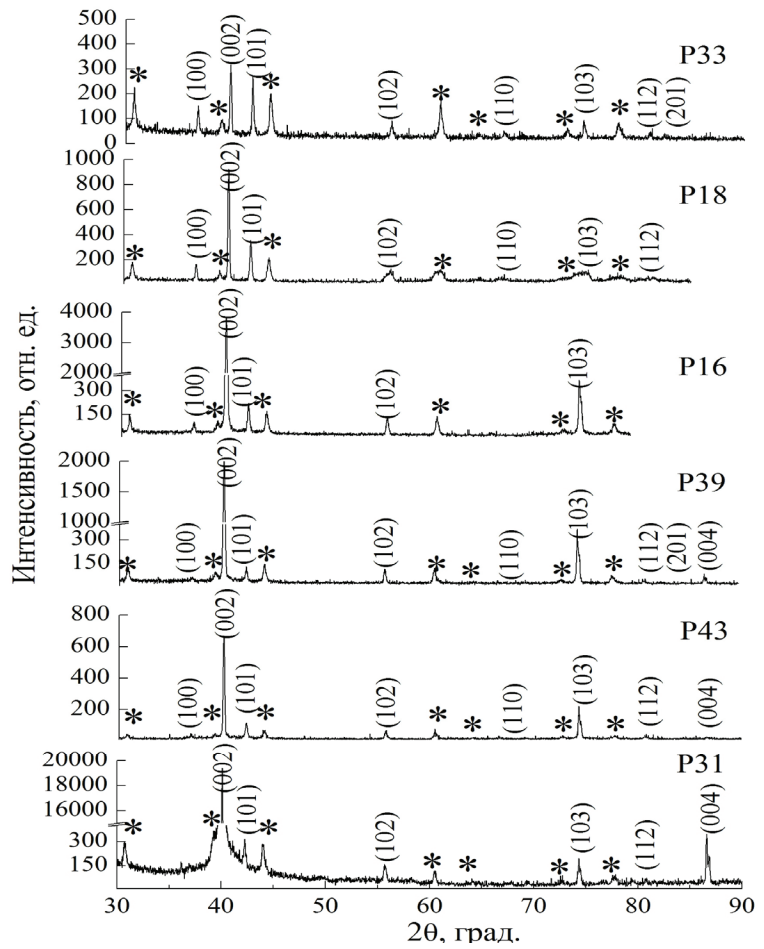 Интенсивность, отн. ед.
500
400
300
200
100
0
* (100) * (002) (101) * (102) * * (110) * (103) * (112) (201)
P33
1000
800
600
400
200
* (100) * (002) (101) * (102) * (110) * (103) * (112)
P18
4000
3000
2000
300
150
* (100) * (002) (101) * (102) * * (103) *
P16
2000
1500
1000
300
150
* (100) * (002) (101) * (102) * * (110) * (103) * (112) (201) (004)
P39
800
600
400
200
* (100) * (002) (101) * (102) * * (110) * (103) * (112) (004)
P43
20000
18000
16000
300
150
* * (002) (101) * (102) * * * (103) * (112) (004)
P31
30 40 50 60 70 80 90
2θ, град.